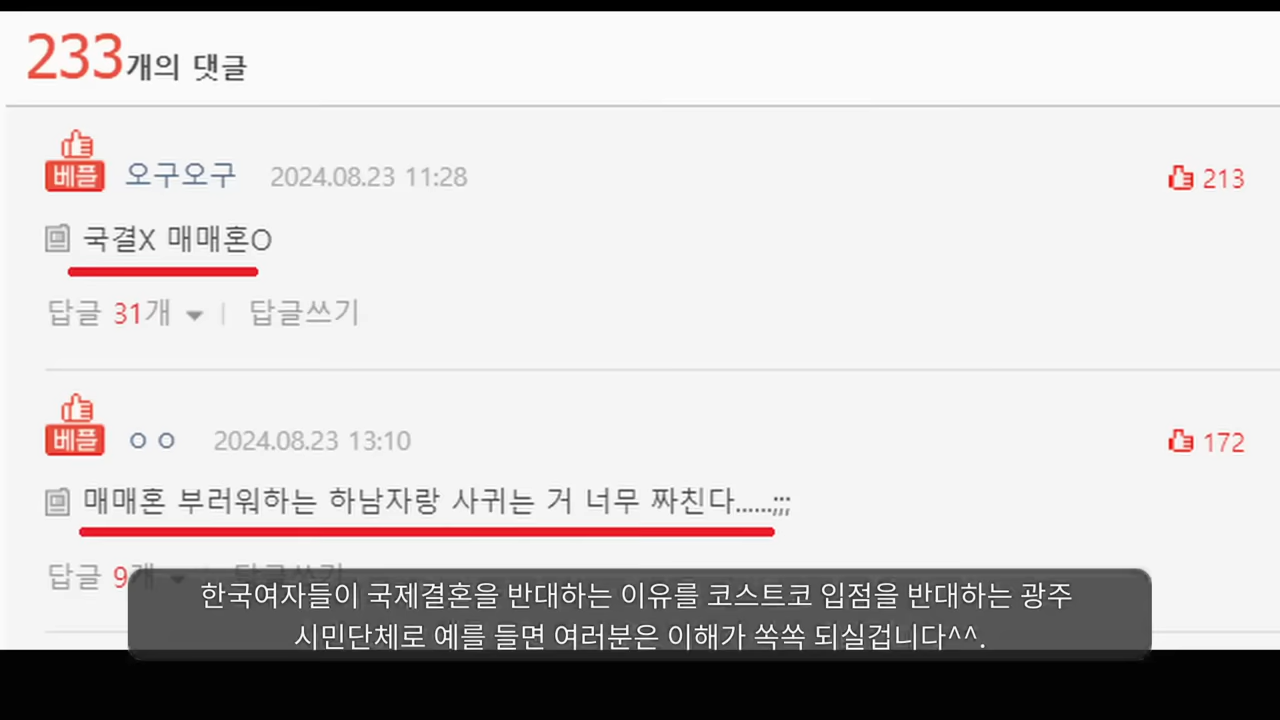 233개의 댓글
베플 오구오구 2024.08.23 11:28 213
국결X 매매혼O
답글 31개 답글쓰기
베플 ㅇㅇ 2024.08.23 13:10 172
매매혼 부러워하는 하남자랑 사귀는 거 너무 짜친다......;;;
답글 9개 답글쓰기
한국여자들이 국제결혼을 반대하는 이유를 코스트코 입점을 반대하는 광주
시민단체로 예를 들면 여러분은 이해가 쏙쏙 되실겁니다^^.